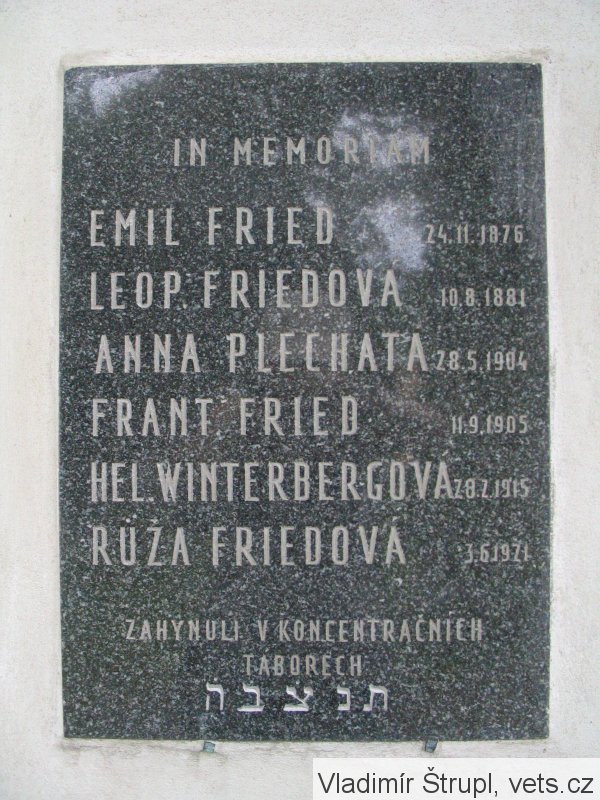 IN MEMORIAM
EMIL FRIED 24.11.1876
LEOP. FRIEDOVÁ 10.8.1881
ANNA PLECHATÁ 28.5.1904
FRANT. FRIED 11.9.1905
HEL. WINTERBERGOVÁ 28.2.1915
RŮŽA FRIEDOVÁ 3.6.1921
ZAHYNULI V KONCENTRAČNÍCH
TÁBORECH
תנצבה
Vladimír Štrupl, vets.cz